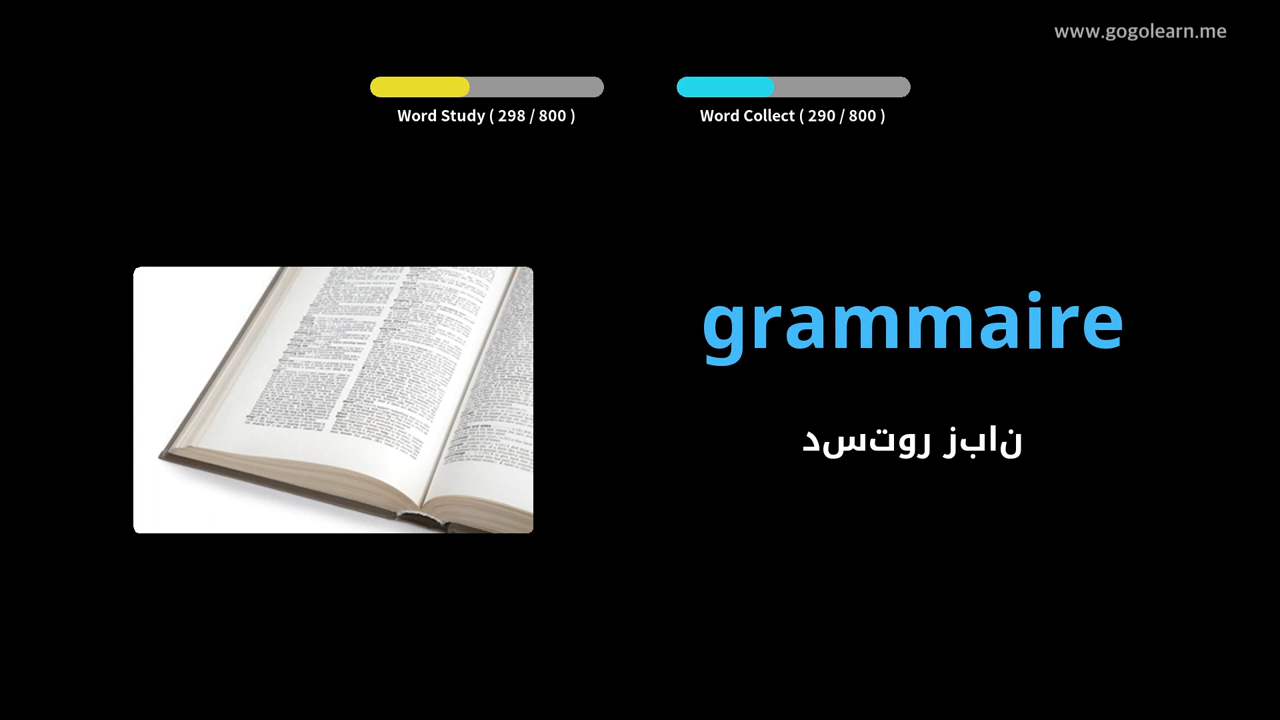 www.gogolearn.me
Word Study ( 298 / 800 )
Word Collect ( 290 / 800 )
grammaire
نابز روتسد